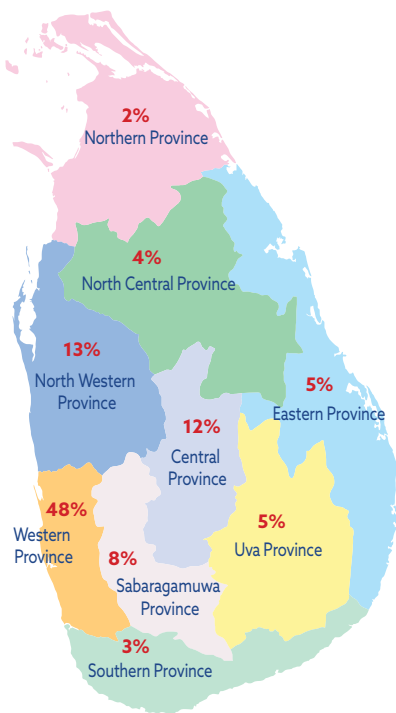 2%
Northern Province
4%
North Central Province
13%
North Western
Province
5%
Eastern Province
12%
Central
Province
48%
Western
Province
5%
Uva Province
8%
Sabaragamuwa
Province
3%
Southern Province